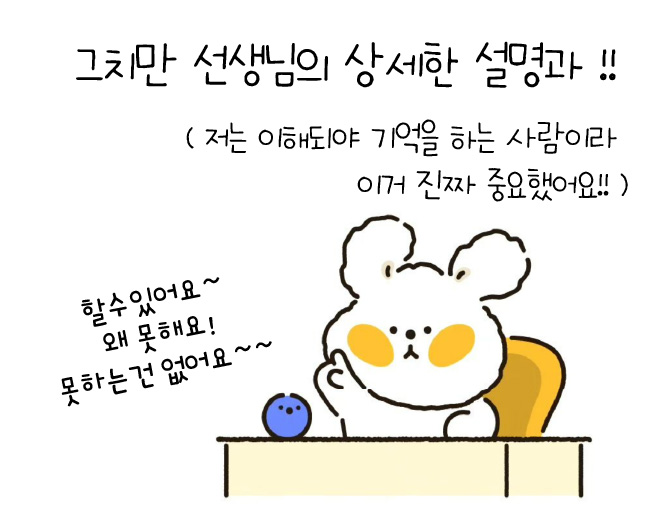 그치만 선생님의 상세한 설명과 !!
( 저는 이해되야 기억을 하는 사람이라
이거 진짜 중요했어요!! )
할수있어요~
왜 못해요!
못하는건 없어요~~